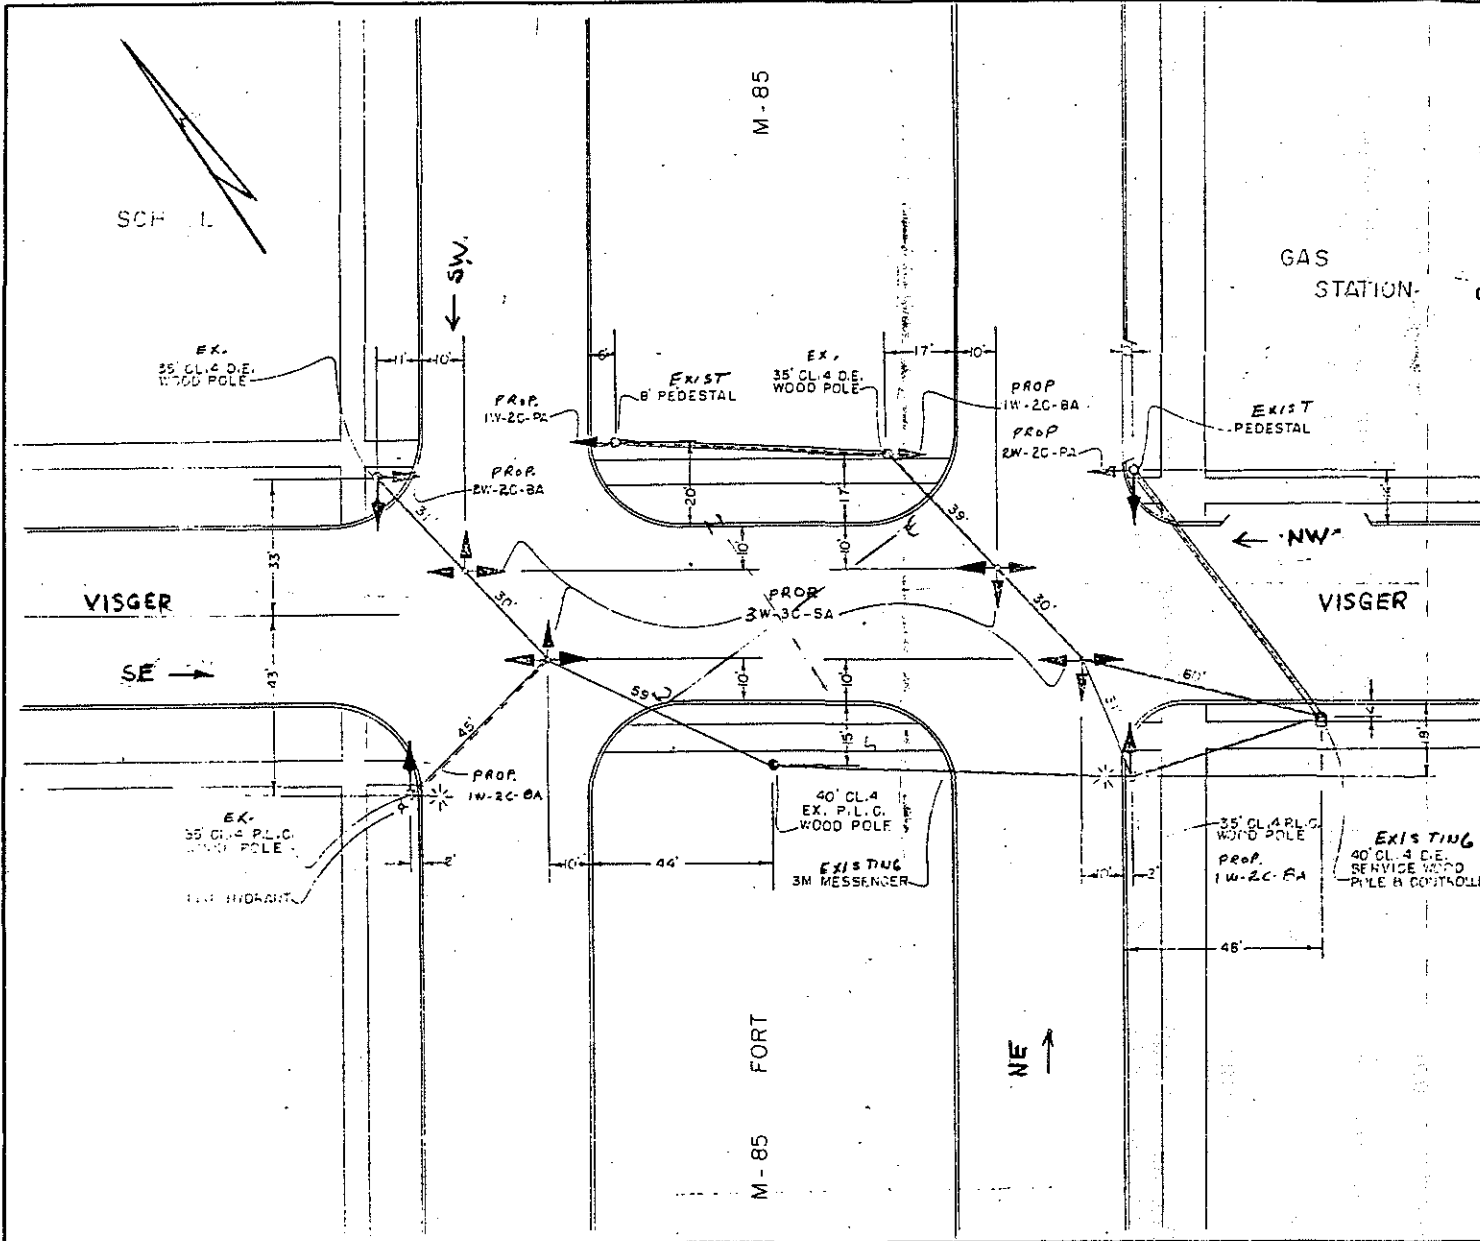 M-85
SW
GAS
STATION
EX.
35' CL.4 D.E.
WOOD POLE
11'
10'
6'
EXIST
8' PEDESTAL
EX.
35' CL.4 D.E.
WOOD POLE
17'
10'
PROP.
1W-2C-PA
PROP
1W-2C-8A
PROP
2W-2C-PA
EXIST
PEDESTAL
PROP.
2W-2C-8A
31'
20'
17'
39'
NW
33'
10'
10'
VISGER
30'
PROP
3W-3C-SA
30'
VISGER
SE
43'
10'
10'
60'
59
45'
15'
4'
19'
PROP.
1W-2C-8A
EX.
35' CL.4 P.L.C.
POLE
2'
HYDRANT
10'
44'
40' CL.4
EX. P.L.C.
WOOD POLE
EXISTING
3M MESSENGER
10'
2'
35' CL.4 P.L.C.
WOOD POLE
PROP.
1W-2C-8A
EXISTING
40' CL.4 D.E.
SERVICE WOOD
POLE & CONTROLLE
46'
NE
M-85 FORT